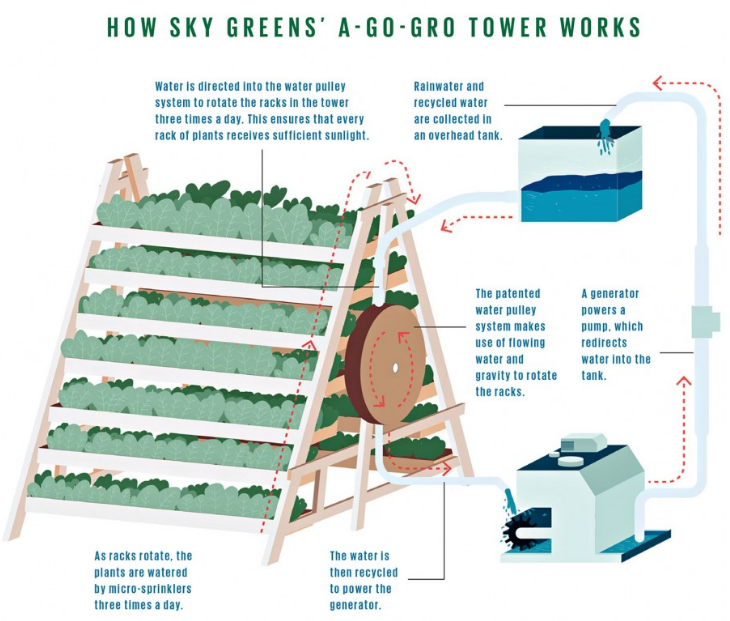 HOW SKY GREENS' A-GO-GRO TOWER WORKS
Water is directed into the water pulley
system to rotate the racks in the tower
three times a day. This ensures that every
rack of plants receives sufficient sunlight.
Rainwater and
recycled water
are collected in
an overhead tank.
The patented
water pulley
system makes
use of flowing
water and
gravity to rotate
the racks.
A generator
powers a
pump, which
redirects
water into the
tank.
As racks rotate, the
plants are watered
by micro-sprinklers
three times a day.
The water is
then recycled
to power the
generator.